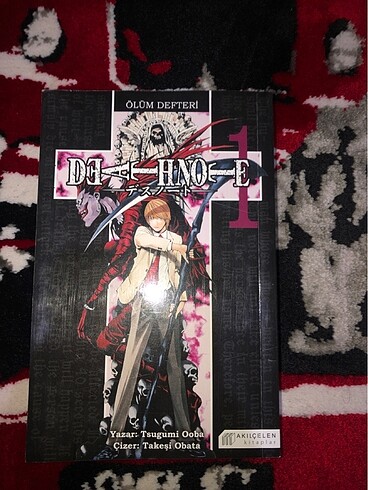 ÖLÜM DEFTERİ
DEATH NOTE
デスノート
1
Yazar: Tsugumi Ooba
Çizer: Takeşi Obata
AKILÇELEN
kitaplar